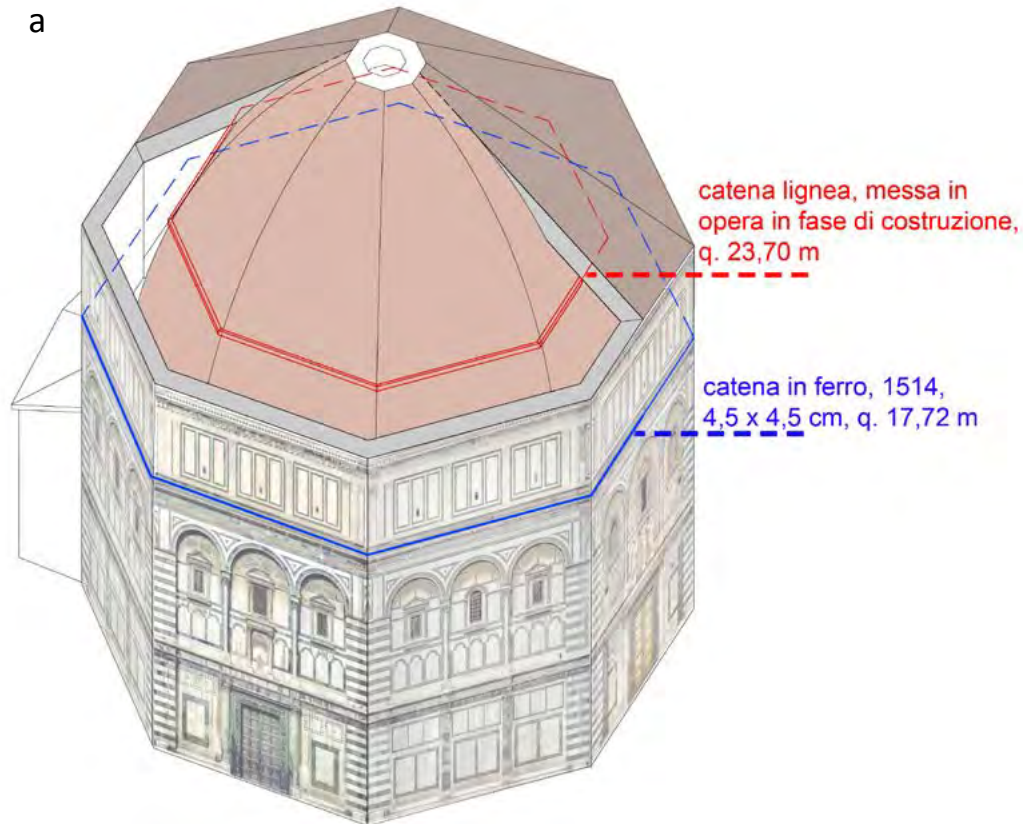 a
catena lignea, messa in
opera in fase di costruzione,
q. 23,70 m
catena in ferro, 1514,
4,5 x 4,5 cm, q. 17,72 m